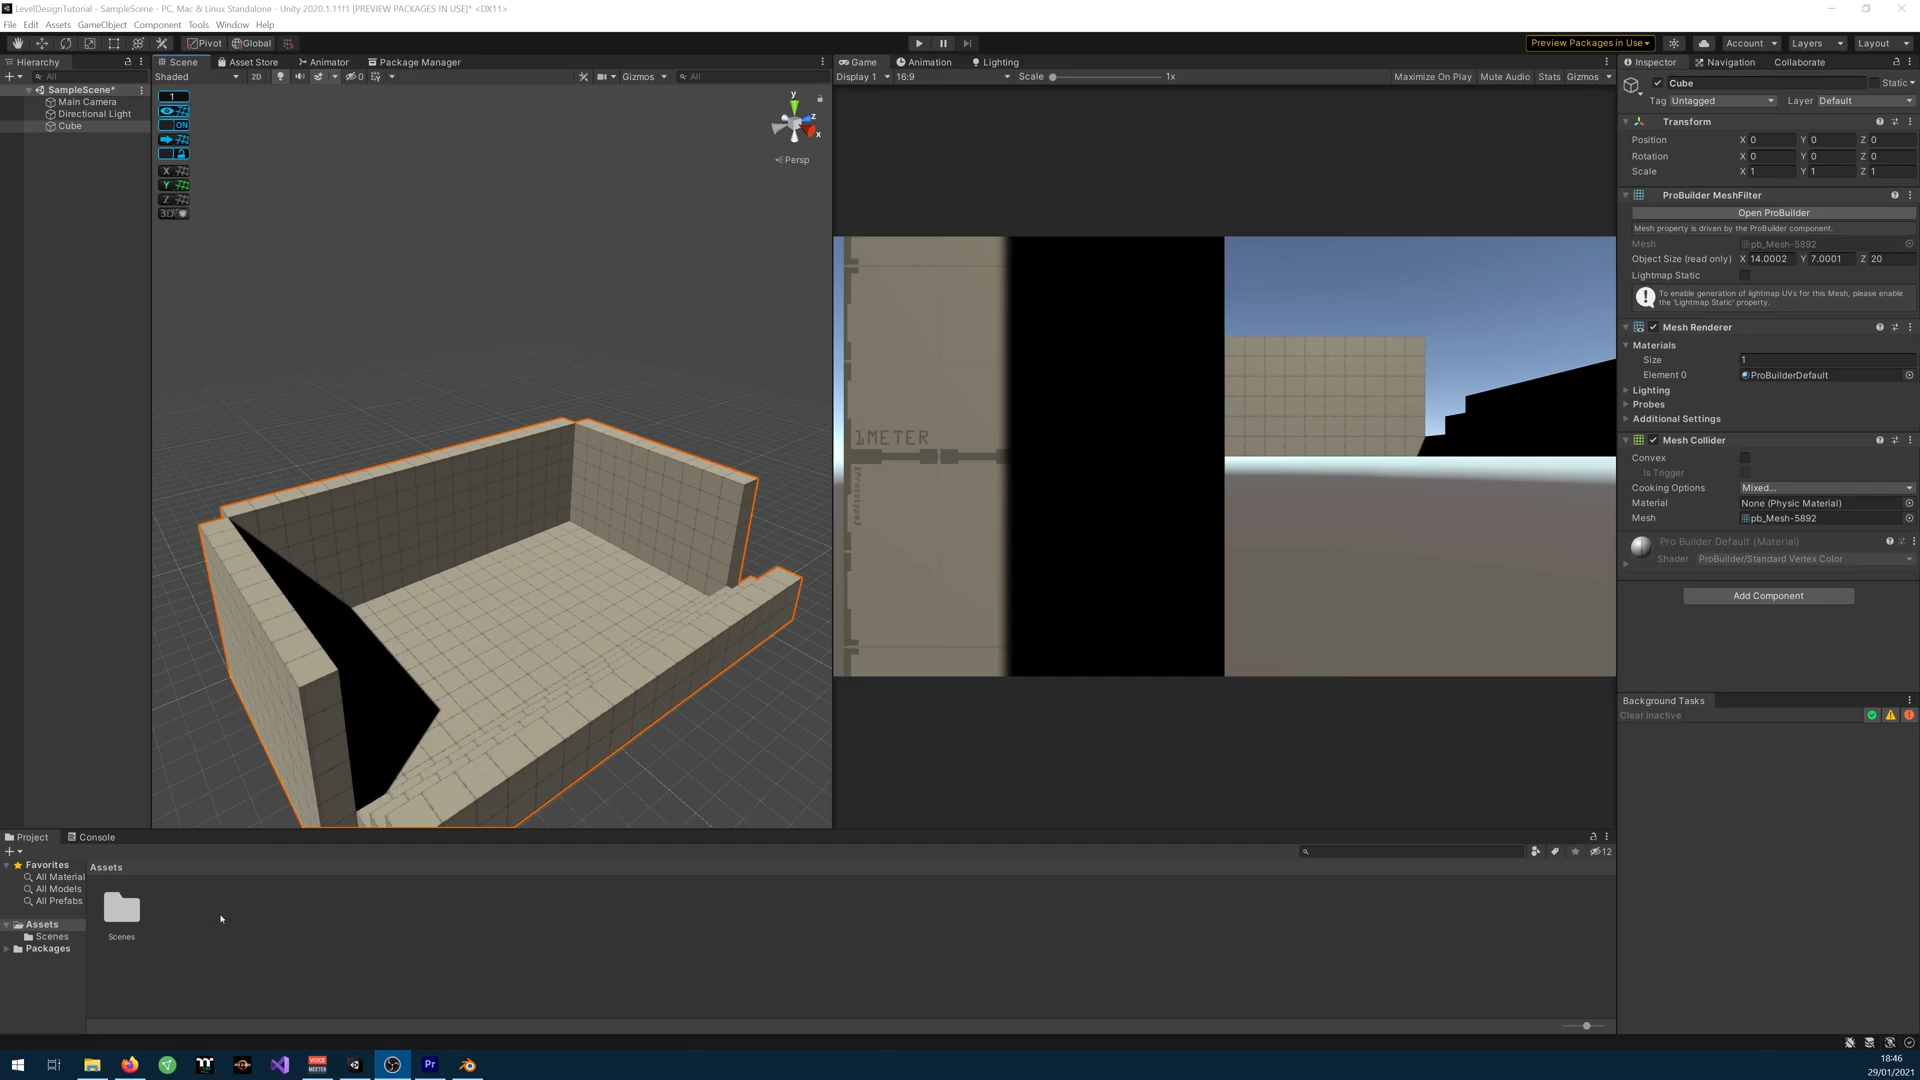 LevelDesignTutorial - SampleScene - PC, Mac & Linux Standalone - Unity 2020.1.11f1 [PREVIEW PACKAGES IN USE]* <DX11>
File Edit Assets GameObject Component Tools Window Help
Pivot Global Preview Packages in Use Account Layers Layout
Hierarchy
All
SampleScene*
Main Camera
Directional Light
Cube
Scene Asset Store Animator Package Manager
Shaded 2D 0 Gizmos All
1
ON
X
Y
Z
3D
y
z
x
Persp
Game Animation Lighting
Display 1 16:9 Scale 1x Maximize On Play Mute Audio Stats Gizmos
1METER
Inspector Navigation Collaborate
Cube Static
Tag Untagged Layer Default
Transform
Position X 0 Y 0 Z 0
Rotation X 0 Y 0 Z 0
Scale X 1 Y 1 Z 1
ProBuilder MeshFilter
Open ProBuilder
Mesh property is driven by the ProBuilder component.
Mesh pb_Mesh-5892
Object Size (read only) X 14.0002 Y 7.0001 Z 20
Lightmap Static
To enable generation of lightmap UVs for this Mesh, please enable
the 'Lightmap Static' property.
Mesh Renderer
Materials
Size 1
Element 0 ProBuilderDefault
Lighting
Probes
Additional Settings
Mesh Collider
Convex
Is Trigger
Cooking Options Mixed...
Material None (Physic Material)
Mesh pb_Mesh-5892
Pro Builder Default (Material)
Shader ProBuilder/Standard Vertex Color
Add Component
Background Tasks
Clear inactive
Project Console
12
Favorites
All Material
All Models
All Prefabs
Assets
Scenes
Packages
Assets
Scenes
VOICE
MEETER
Pr
18:46
29/01/2021